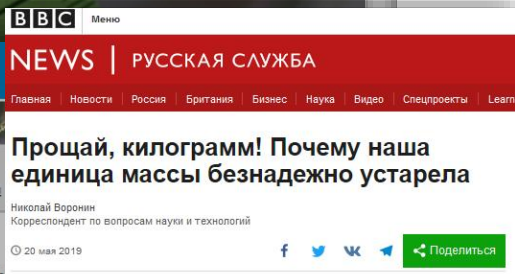 BBC Меню
NEWS | РУССКАЯ СЛУЖБА
Главная Новости Россия Британия Бизнес Наука Видео Спецпроекты Learn
Прощай, килограмм! Почему наша
единица массы безнадежно устарела
Николай Воронин
Корреспондент по вопросам науки и технологий
20 мая 2019 Поделиться